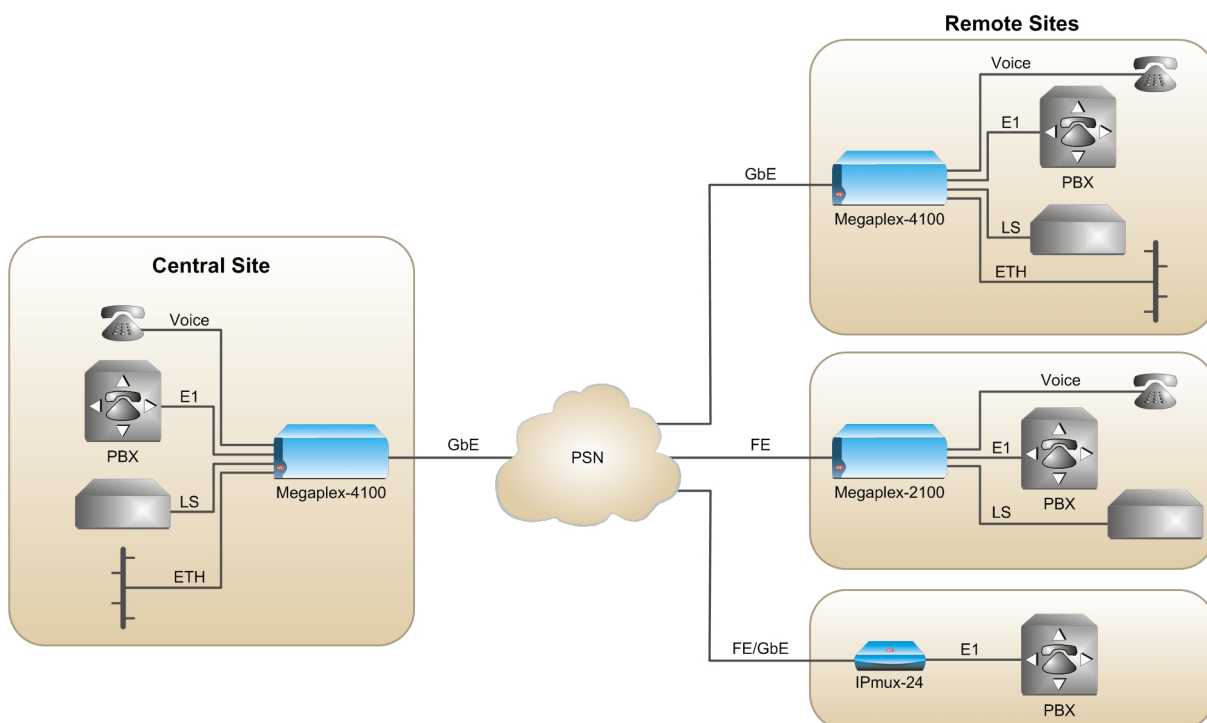 Remote Sites
Voice
E1
PBX
GbE
Megaplex-4100
LS
ETH
Central Site
Voice
E1
PBX
GbE
Megaplex-4100
LS
ETH
PSN
Voice
FE
E1
Megaplex-2100
PBX
LS
FE/GbE
E1
IPmux-24
PBX